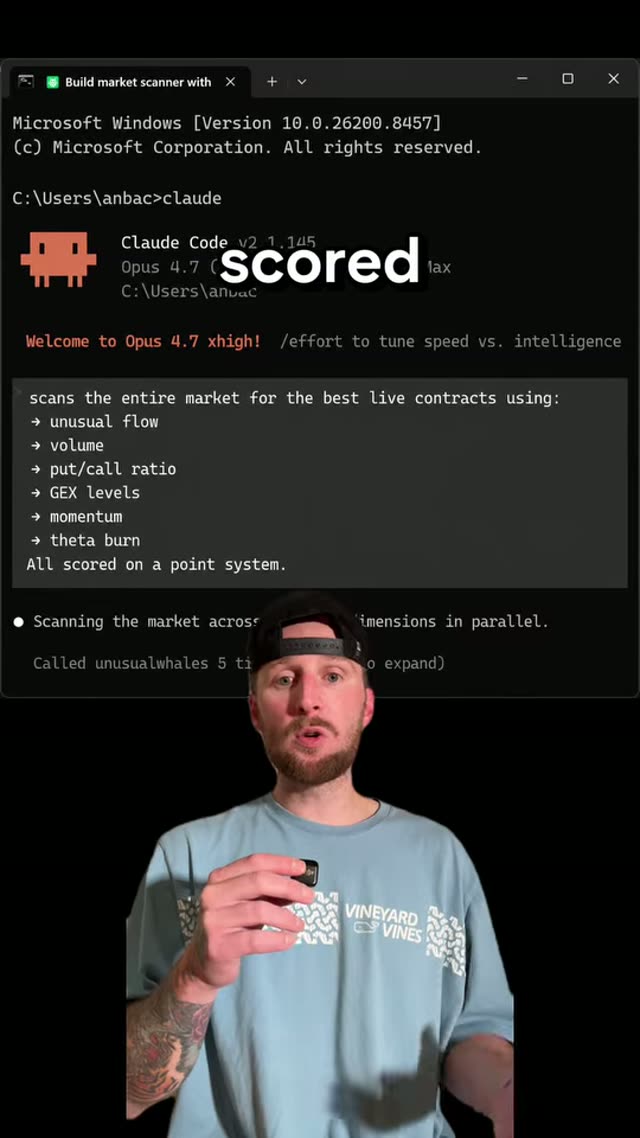 Build market scanner with
Microsoft Windows [Version 10.0.26200.8457]
(c) Microsoft Corporation. All rights reserved.
C:\Users\anbac>claude
Claude Code v2.1.145
Opus 4.7 ( Max
scored
C:\Users\anbac
Welcome to Opus 4.7 xhigh! /effort to tune speed vs. intelligence
scans the entire market for the best live contracts using:
→ unusual flow
→ volume
→ put/call ratio
→ GEX levels
→ momentum
→ theta burn
All scored on a point system.
● Scanning the market across dimensions in parallel.
Called unusualwhales 5 to expand)
VINEYARD
VINES